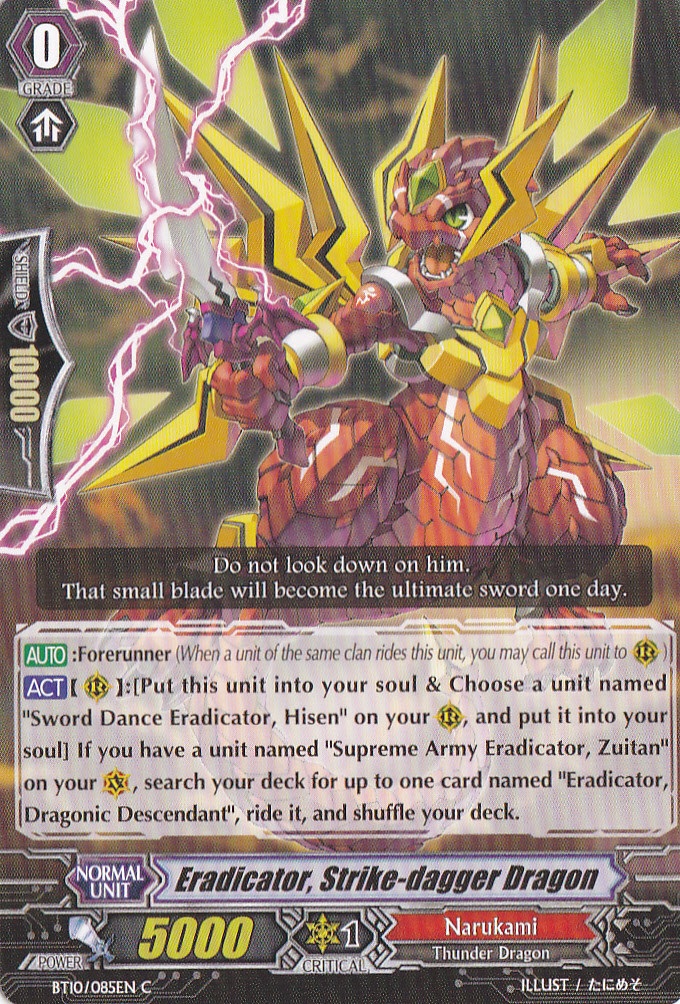 0
GRADE
SHIELD
10000
Do not look down on him.
That small blade will become the ultimate sword one day.
AUTO :Forerunner (When a unit of the same clan rides this unit, you may call this unit to R )
ACT【 R 】:[Put this unit into your soul & Choose a unit named
"Sword Dance Eradicator, Hisen" on your R, and put it into your
soul] If you have a unit named "Supreme Army Eradicator, Zuitan"
on your V, search your deck for up to one card named "Eradicator,
Dragonic Descendant", ride it, and shuffle your deck.
NORMAL
UNIT
Eradicator, Strike-dagger Dragon
POWER
5000
1
CRITICAL
Narukami
Thunder Dragon
BT10/085EN C
ILLUST / たにめそ